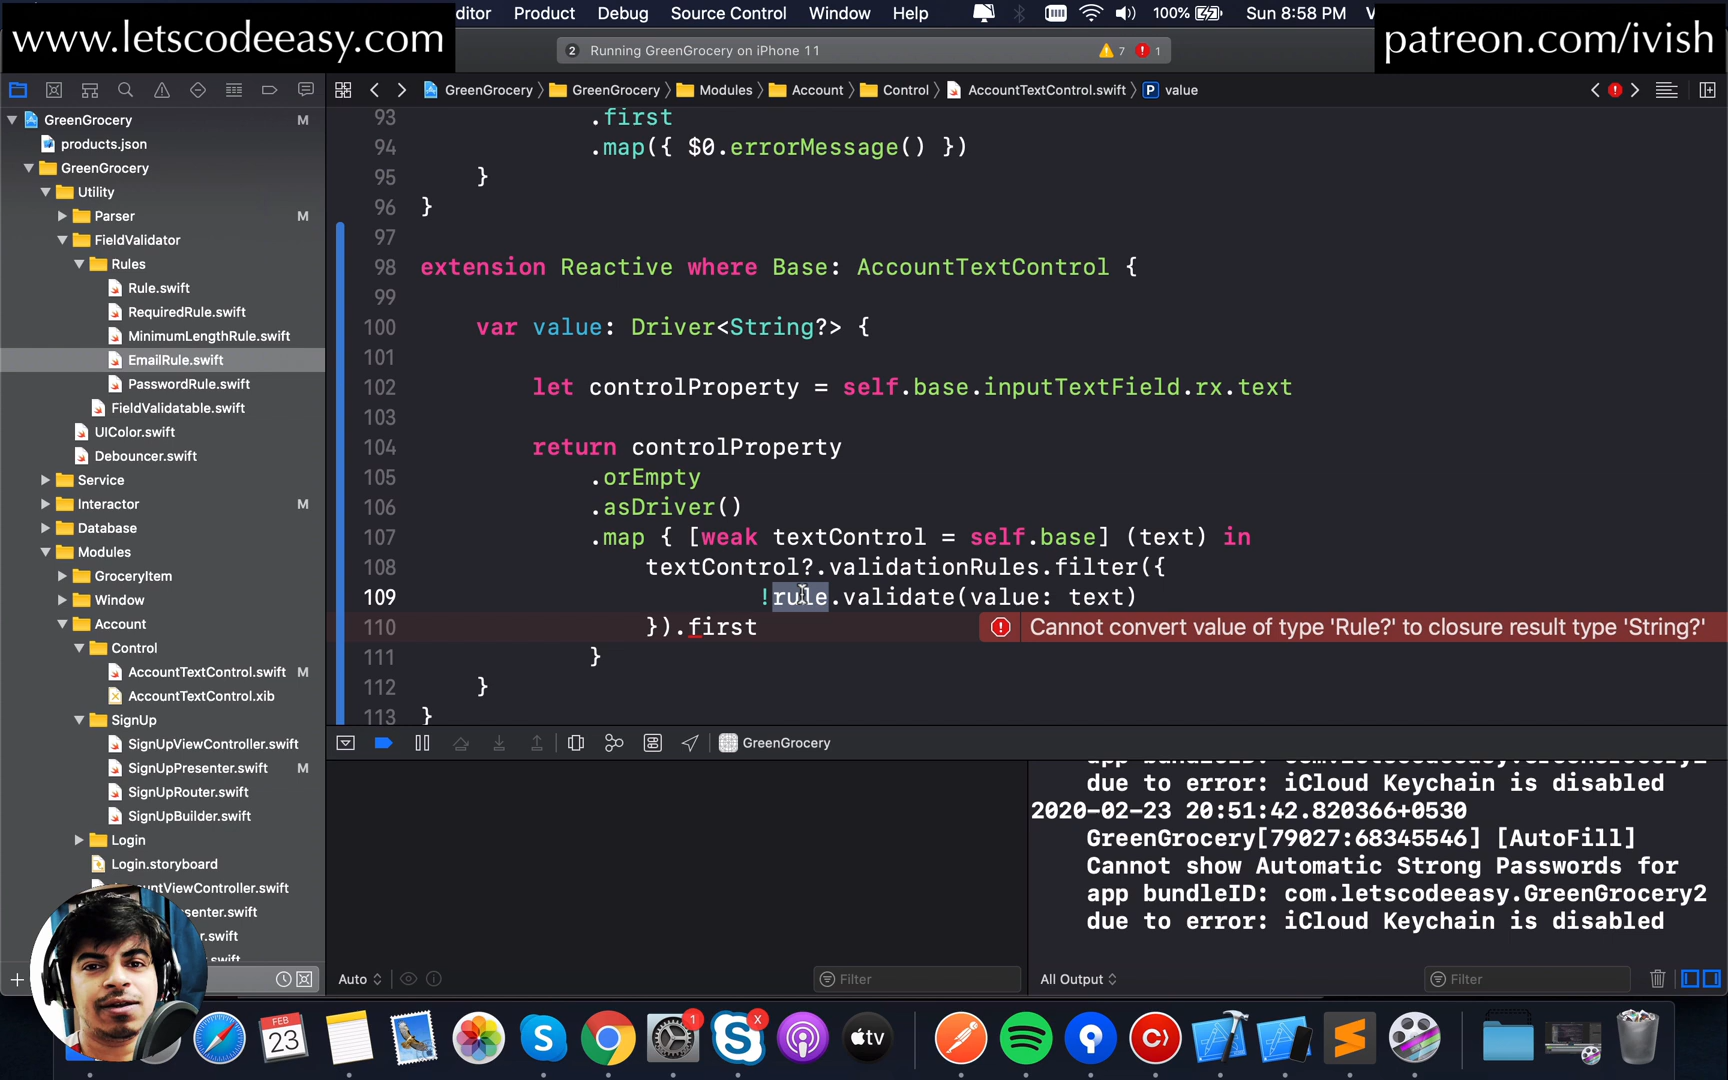 www.letscodeeasy.com
patreon.com/ivish
ditor Product Debug Source Control Window Help 100% Sun 8:58 PM
2 Running GreenGrocery on iPhone 11 7 1
GreenGrocery GreenGrocery Modules Account Control AccountTextControl.swift P value
GreenGrocery M
products.json
GreenGrocery
Utility
Parser M
FieldValidator
Rules
Rule.swift
RequiredRule.swift
MinimumLengthRule.swift
EmailRule.swift
PasswordRule.swift
FieldValidatable.swift
UIColor.swift
Debouncer.swift
Service
Interactor M
Database
Modules
GroceryItem
Window
Account
Control
AccountTextControl.swift M
AccountTextControl.xib
SignUp
SignUpViewController.swift
SignUpPresenter.swift M
SignUpRouter.swift
SignUpBuilder.swift
Login
Login.storyboard
ountViewController.swift
senter.swift
r.swift
93 .first
94 .map({ $0.errorMessage() })
95 }
96 }
97
98 extension Reactive where Base: AccountTextControl {
99
100 var value: Driver<String?> {
101
102 let controlProperty = self.base.inputTextField.rx.text
103
104 return controlProperty
105 .orEmpty
106 .asDriver()
107 .map { [weak textControl = self.base] (text) in
108 textControl?.validationRules.filter({
109 !rule.validate(value: text)
110 }).first Cannot convert value of type 'Rule?' to closure result type 'String?'
111 }
112 }
113 }
GreenGrocery
due to error: iCloud Keychain is disabled
2020-02-23 20:51:42.820366+0530
GreenGrocery[79027:68345546] [AutoFill]
Cannot show Automatic Strong Passwords for
app bundleID: com.letscodeeasy.GreenGrocery2
due to error: iCloud Keychain is disabled
Auto Filter All Output Filter
FEB
23
1
X